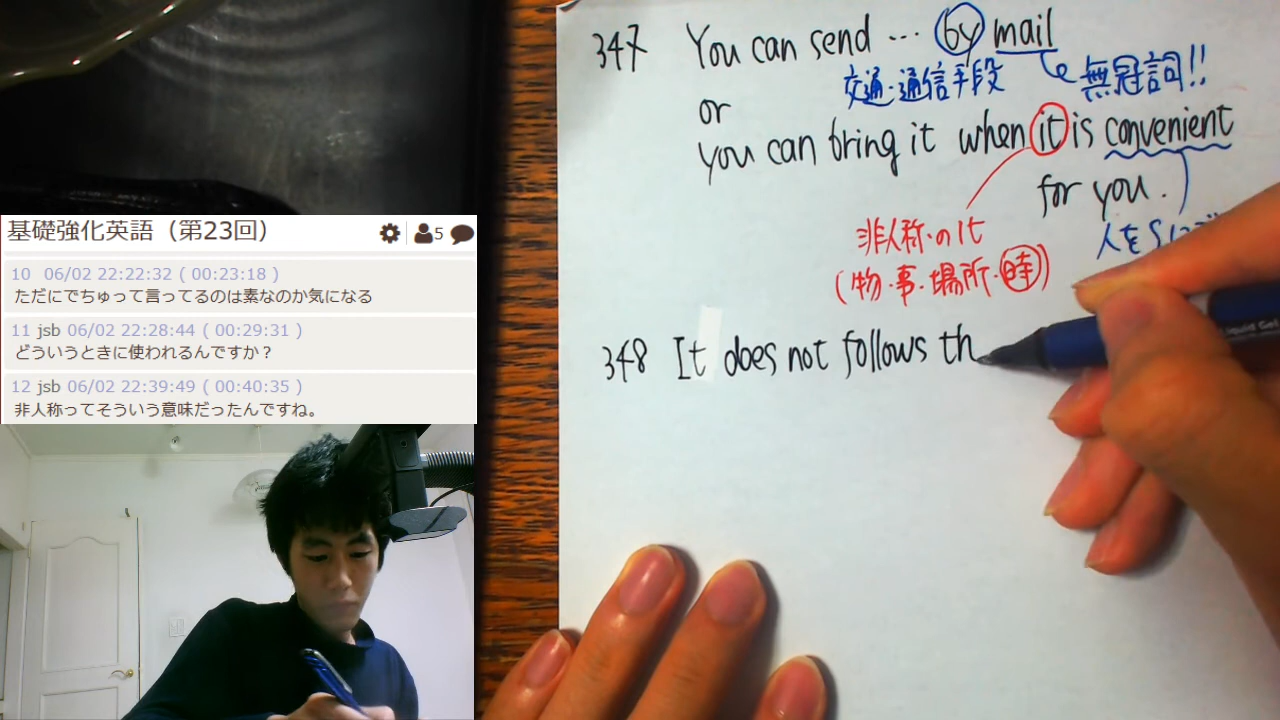 基礎強化英語（第23回）
5
10 06/02 22:22:32 ( 00:23:18 )
ただにでちゅって言ってるのは素なのか気になる
11 jsb 06/02 22:28:44 ( 00:29:31 )
どういうときに使われるんですか？
12 jsb 06/02 22:39:49 ( 00:40:35 )
非人称ってそういう意味だったんですね。
347 You can send … by mail
交通・通信手段
無冠詞!!
or
you can bring it when it is convenient
for you.
非人称のit
(物・事・場所・時)
人を
348 It does not follows th